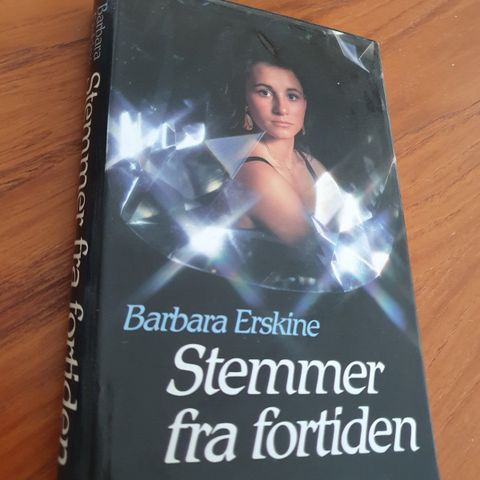 Barbara Erskine
Stemmer
fra fortiden
Barbara Stemmer fra fortiden